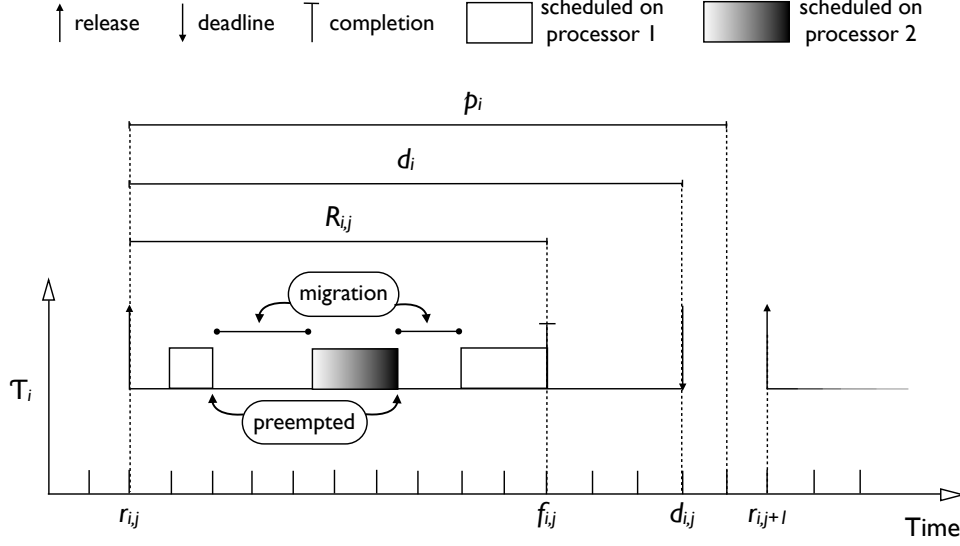 release
deadline
completion
scheduled on
processor 1
scheduled on
processor 2
pi
di
Ri,j
migration
Ti
preempted
ri,j
fi,j
di,j
ri,j+1
Time